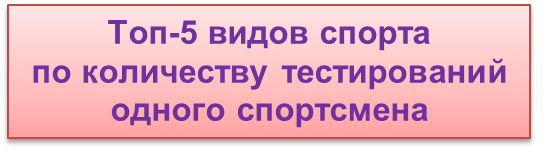 Топ-5 видов спорта
по количеству тестирований
одного спортсмена